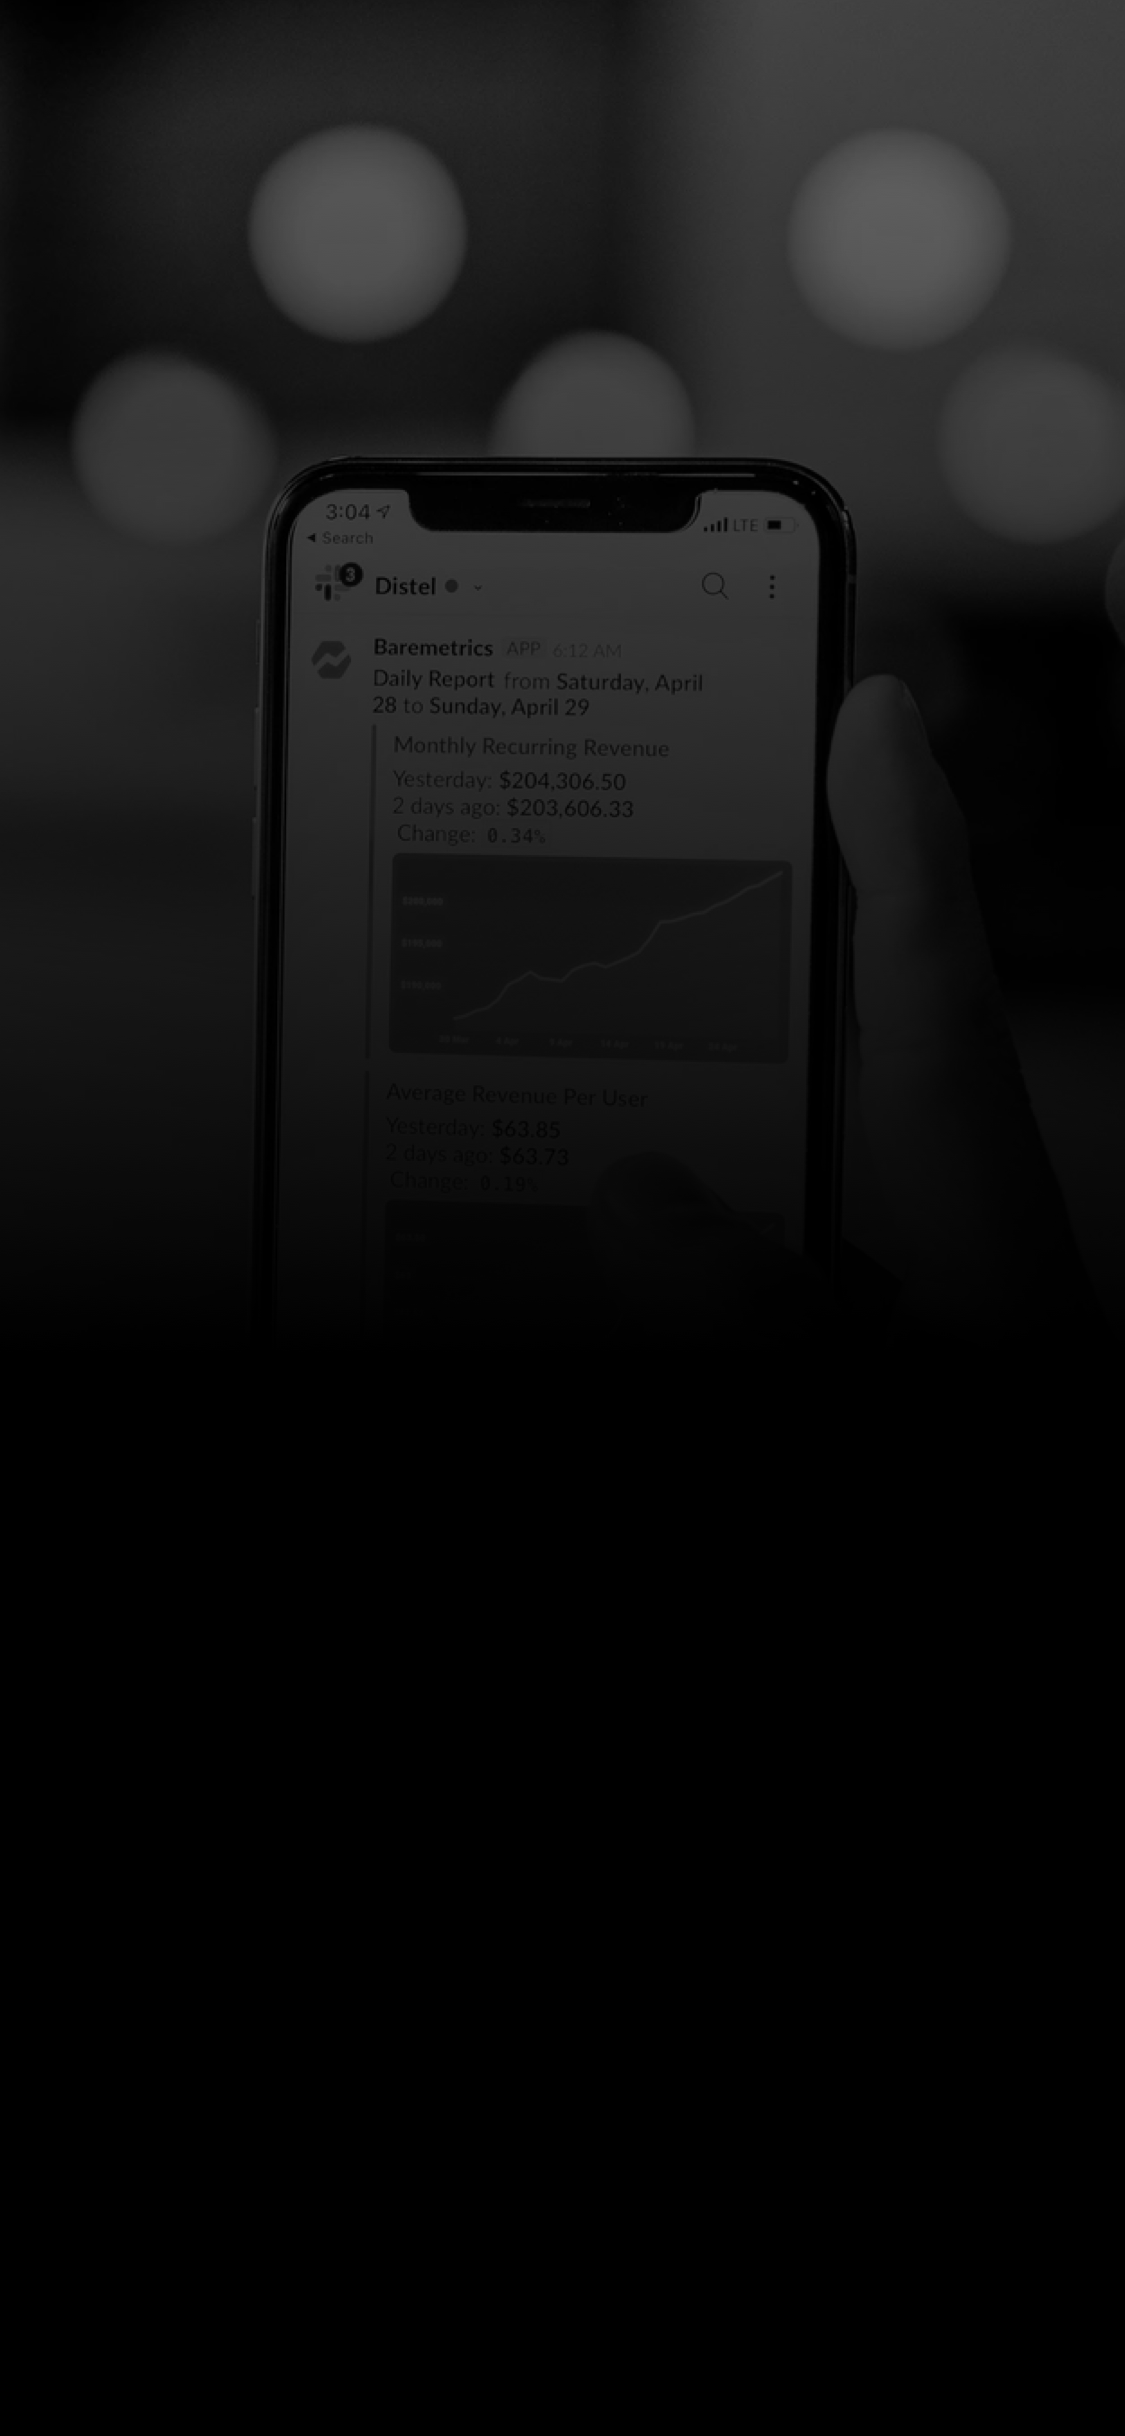 3:04
◀ Search
LTE
3
Distel
Baremetrics APP 6:12 AM
Daily Report from Saturday, April
28 to Sunday, April 29
Monthly Recurring Revenue
Yesterday: $204,306.50
2 days ago: $203,606.33
Change: 0.34%
Average Revenue Per User
Yesterday: $63.85
2 days ago: $63.73
Change: 0.19%